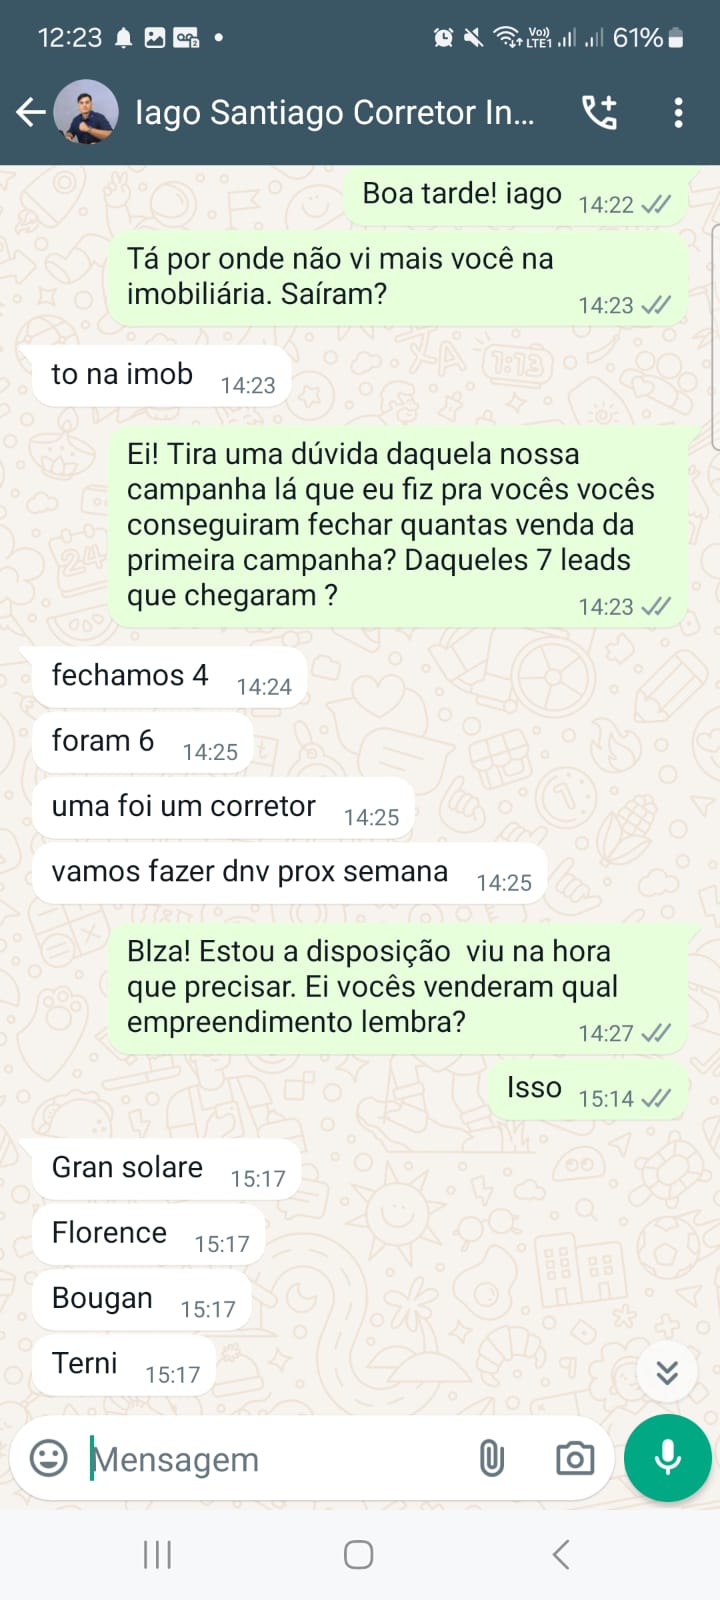 12:23
Vo))
LTE1
61%
Iago Santiago Corretor In...
Boa tarde! iago 14:22
Tá por onde não vi mais você na
imobiliária. Saíram? 14:23
to na imob 14:23
Ei! Tira uma dúvida daquela nossa
campanha lá que eu fiz pra vocês vocês
conseguiram fechar quantas venda da
primeira campanha? Daqueles 7 leads
que chegaram ? 14:23
fechamos 4 14:24
foram 6 14:25
uma foi um corretor 14:25
vamos fazer dnv prox semana 14:25
Blza! Estou a disposição  viu na hora
que precisar. Ei vocês venderam qual
empreendimento lembra? 14:27
Isso 15:14
Gran solare 15:17
Florence 15:17
Bougan 15:17
Terni 15:17
Mensagem